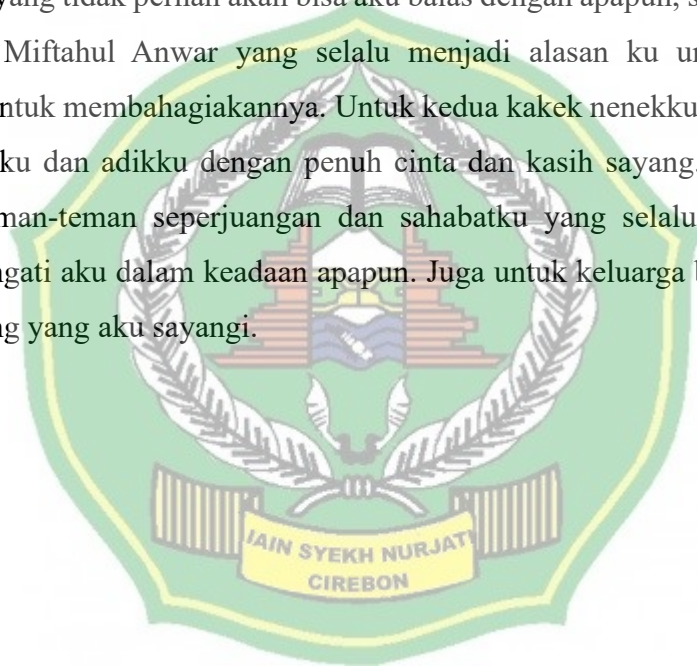 yang tidak pernah akan bisa aku balas dengan apapun,
Miftahul Anwar yang selalu menjadi alasan ku
ntuk membahagiakannya. Untuk kedua kakek nenekku
ku dan adikku dengan penuh cinta dan kasih sayang.
man-teman seperjuangan dan sahabatku yang selalu
ngati aku dalam keadaan apapun. Juga untuk keluarga
ng yang aku sayangi.
IAIN SYEKH NURJATI
CIREBON